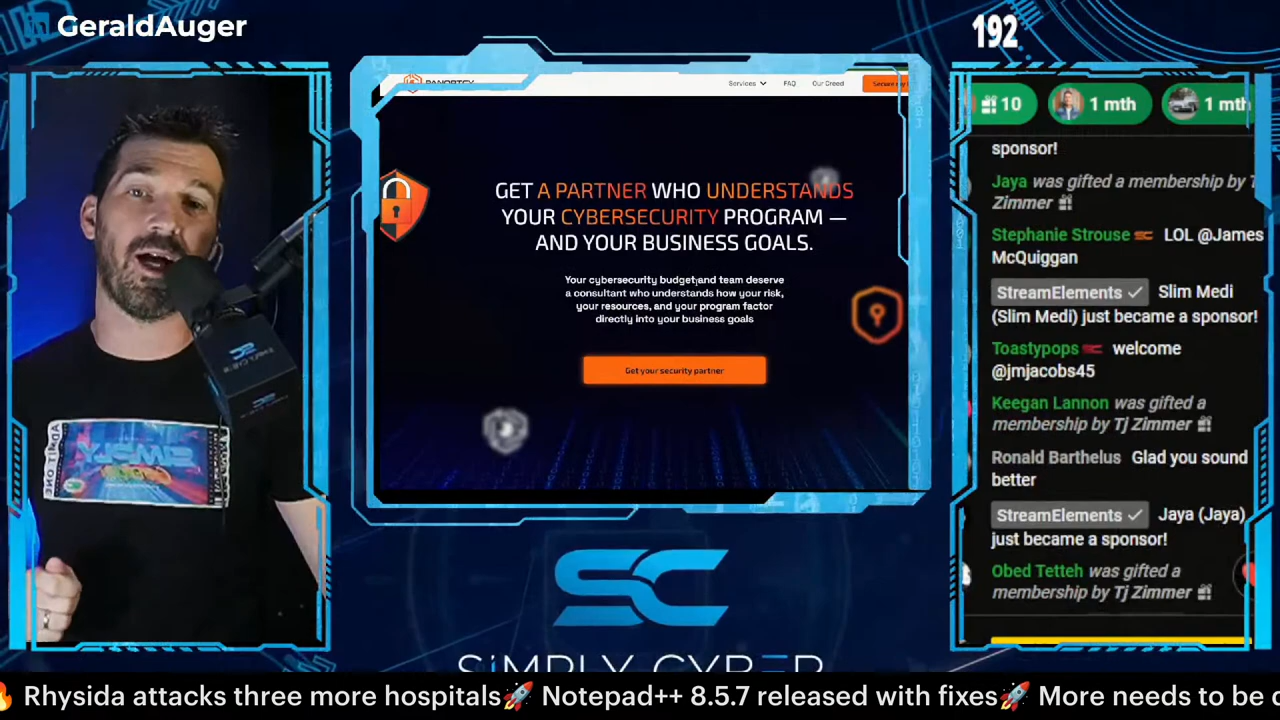 GeraldAuger
192
Services
FAQ
Our Creed
GET A PARTNER WHO UNDERSTANDS
YOUR CYBERSECURITY PROGRAM —
AND YOUR BUSINESS GOALS.
Your cybersecurity budget and team deserve
a consultant who understands how your risk,
your resources, and your program factor
directly into your business goals
Get your security partner
SC
SIMPLY CYBER
10
1 mth
1 mth
sponsor!
Jaya was gifted a membership by T
Zimmer
Stephanie Strouse LOL @James
McQuiggan
StreamElements ✓ Slim Medi
(Slim Medi) just became a sponsor!
Toastypops welcome
@jmjacobs45
Keegan Lannon was gifted a
membership by Tj Zimmer
Ronald Barthelus Glad you sound
better
StreamElements ✓ Jaya (Jaya)
just became a sponsor!
Obed Tetteh was gifted a
membership by Tj Zimmer
🔥 Rhysida attacks three more hospitals🚀 Notepad++ 8.5.7 released with fixes🚀 More needs to be